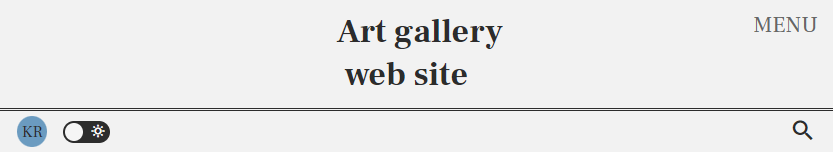 Art gallery
web site
MENU
KR